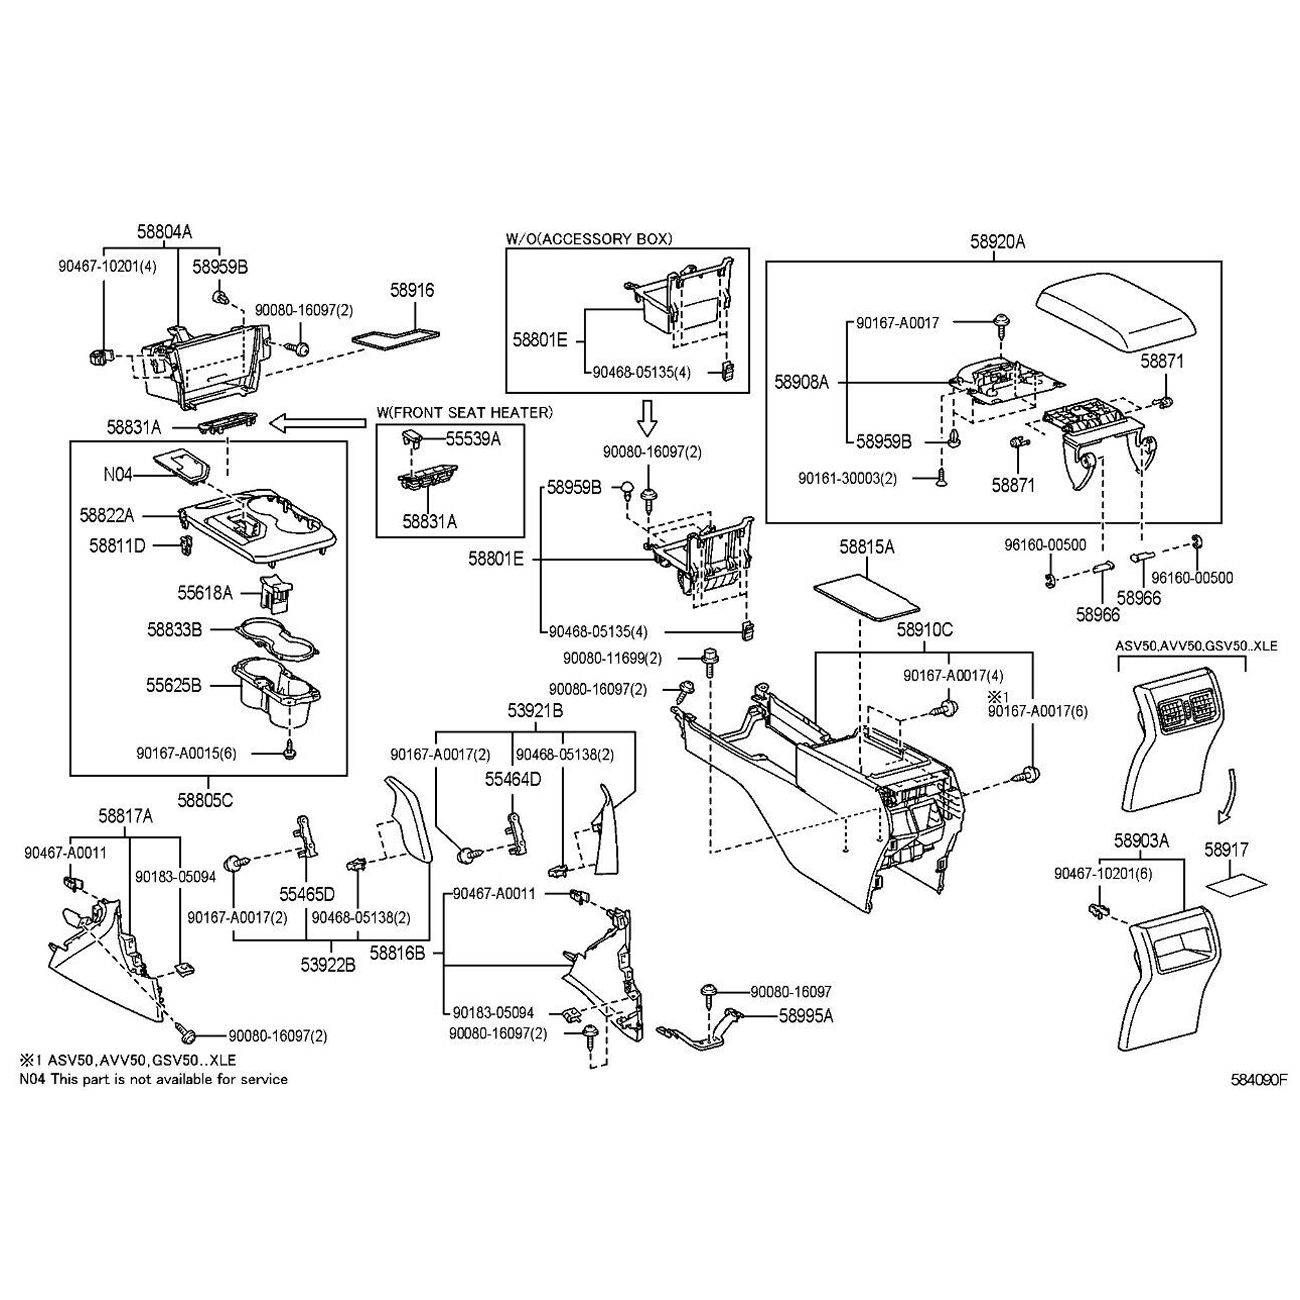 58804A
90467-10201(4)
58959B
90080-16097(2)
58916
58831A
W/O(ACCESSORY BOX)
58801E
90468-05135(4)
58920A
90167-A0017
58908A
58959B
90161-30003(2)
58871
58871
W(FRONT SEAT HEATER)
55539A
58831A
N04
58822A
58811D
55618A
58833B
55625B
90167-A0015(6)
58805C
90080-16097(2)
58959B
58801E
90468-05135(4)
90080-11699(2)
90080-16097(2)
58815A
58910C
90167-A0017(4)
※1
90167-A0017(6)
96160-00500
58966
58966
96160-00500
ASV50,AVV50,GSV50..XLE
53921B
90167-A0017(2)
90468-05138(2)
55464D
58817A
90467-A0011
90183-05094
55465D
90167-A0017(2)
90468-05138(2)
53922B
90467-A0011
58816B
90183-05094
90080-16097(2)
90080-16097
58995A
58903A
58917
90467-10201(6)
90080-16097(2)
※1 ASV50,AVV50,GSV50..XLE
N04 This part is not available for service
584090F